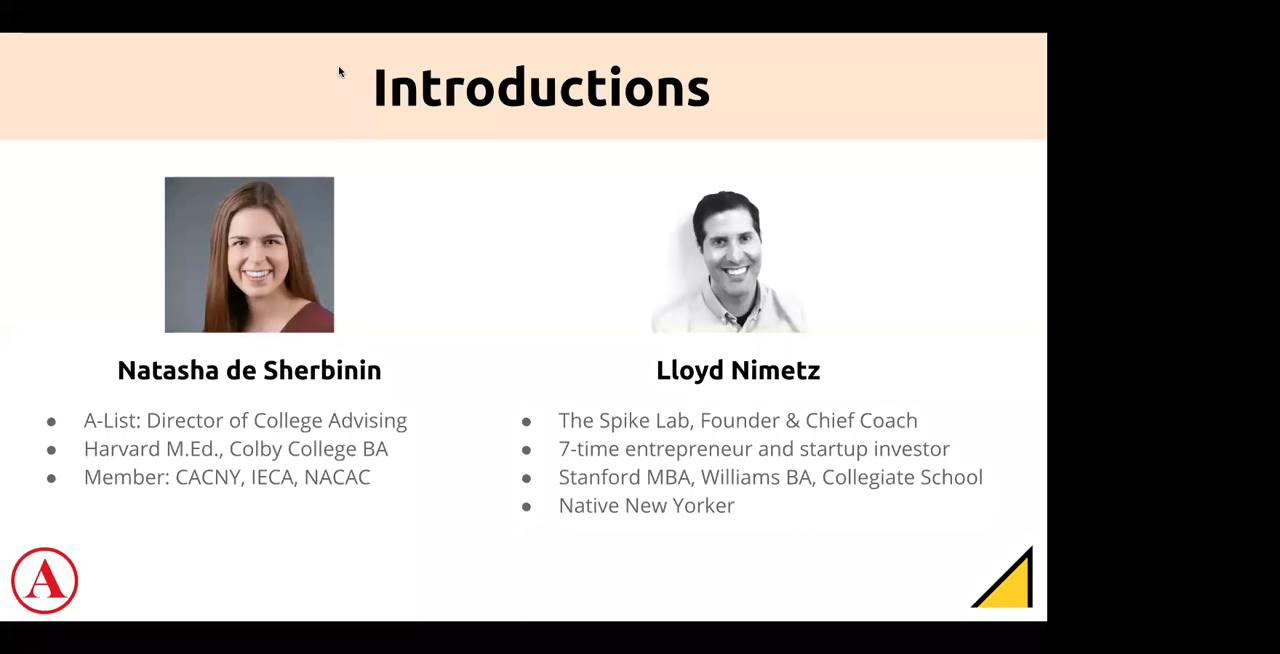 Introductions
Natasha de Sherbinin
● A-List: Director of College Advising
● Harvard M.Ed., Colby College BA
● Member: CACNY, IECA, NACAC
Lloyd Nimetz
● The Spike Lab, Founder & Chief Coach
● 7-time entrepreneur and startup investor
● Stanford MBA, Williams BA, Collegiate School
● Native New Yorker
A